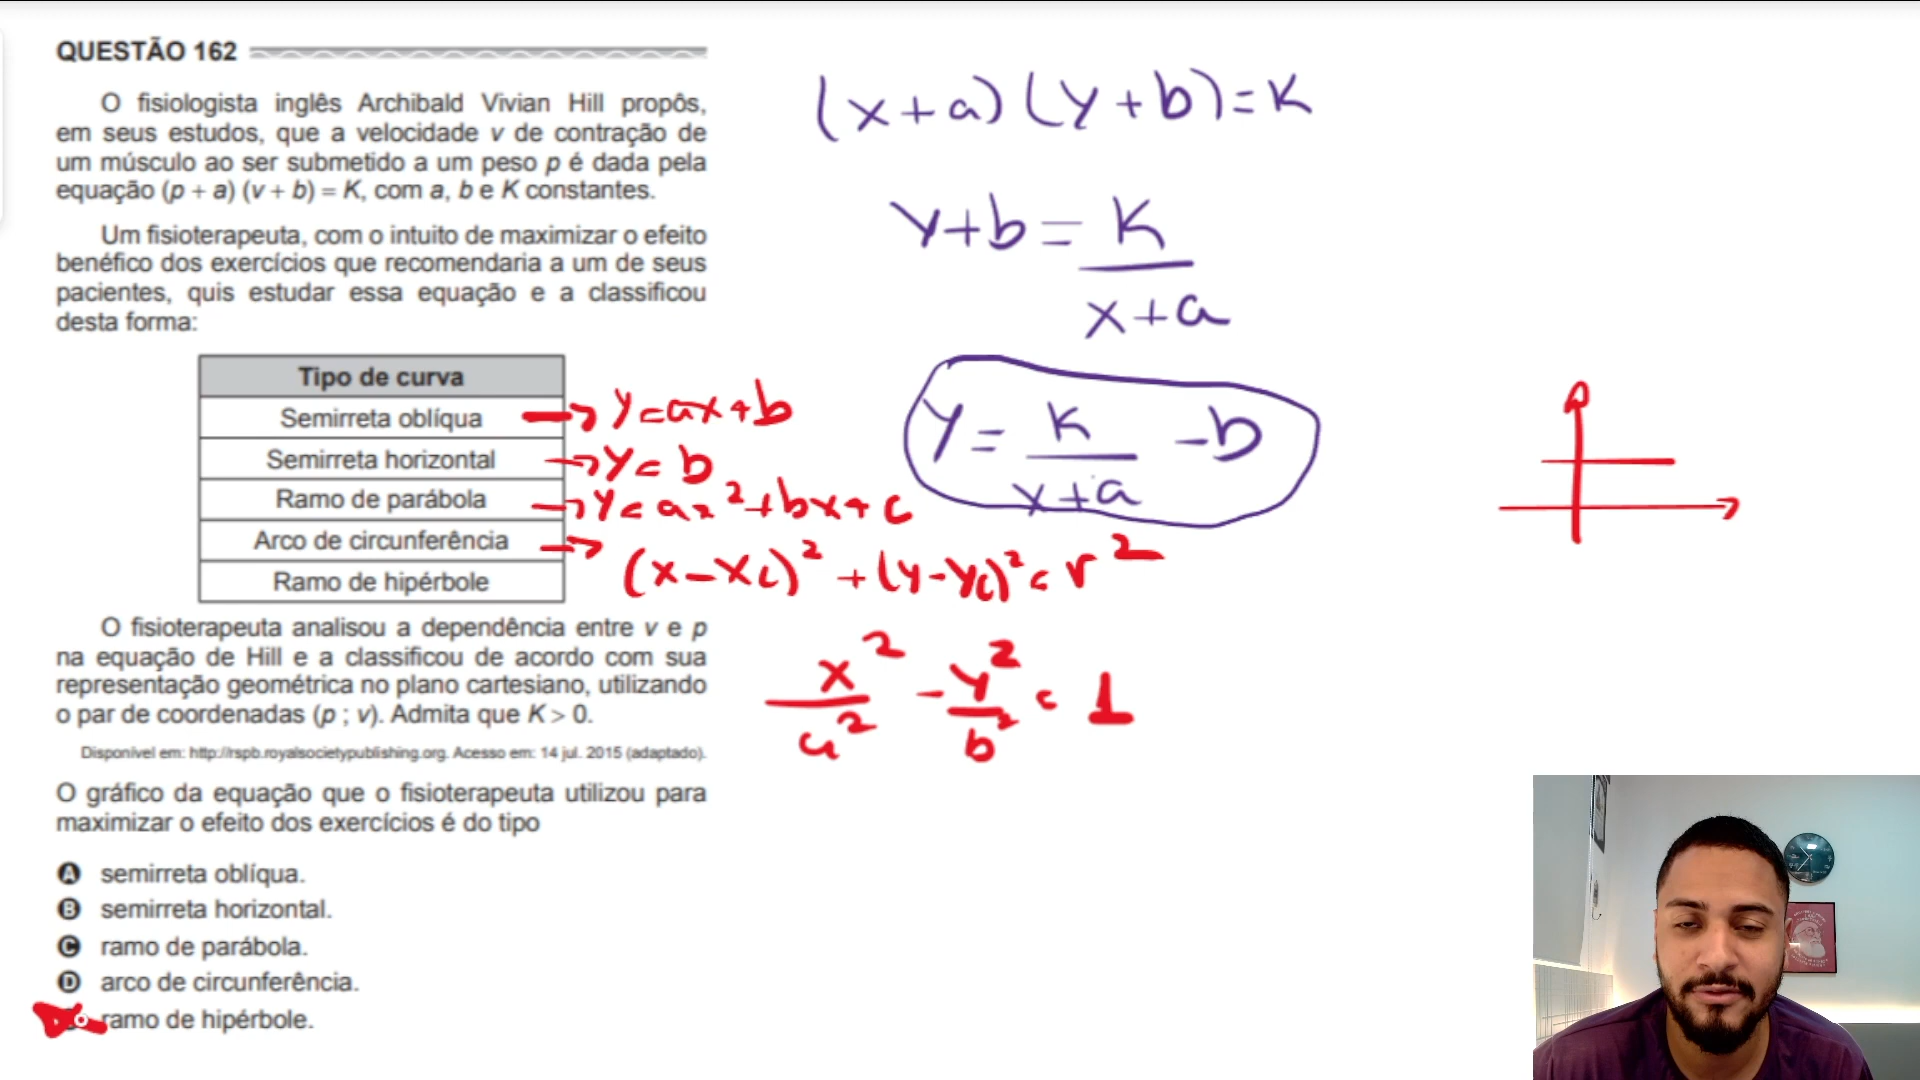 QUESTÃO 162
O fisiologista inglês Archibald Vivian Hill propôs,
em seus estudos, que a velocidade v de contração de
um músculo ao ser submetido a um peso p é dada pela
equação (p + a) (v + b) = K, com a, b e K constantes.
Um fisioterapeuta, com o intuito de maximizar o efeito
benéfico dos exercícios que recomendaria a um de seus
pacientes, quis estudar essa equação e a classificou
desta forma:
Tipo de curva
Semirreta oblíqua
Semirreta horizontal
Ramo de parábola
Arco de circunferência
Ramo de hipérbole
O fisioterapeuta analisou a dependência entre v e p
na equação de Hill e a classificou de acordo com sua
representação geométrica no plano cartesiano, utilizando
o par de coordenadas (p ; v). Admita que K > 0.
Disponível em: http://rspb.royalsocietypublishing.org. Acesso em: 14 jul. 2015 (adaptado).
O gráfico da equação que o fisioterapeuta utilizou para
maximizar o efeito dos exercícios é do tipo
A semirreta oblíqua.
B semirreta horizontal.
C ramo de parábola.
D arco de circunferência.
ramo de hipérbole.
(x+a)(y+b)=K
y+b=K/(x+a)
y=K/(x+a) -b
→ y=ax+b
→ y=b
→ y=ax²+bx+c
→ (x-xc)²+(y-yc)²=r²
x²/a² - y²/b² = 1